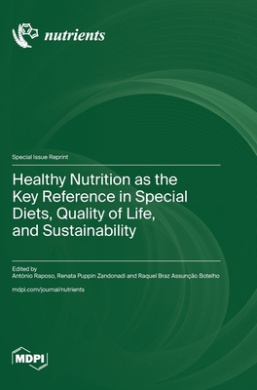 nutrients
Special Issue Reprint
Healthy Nutrition as the
Key Reference in Special
Diets, Quality of Life,
and Sustainability
Edited by
António Raposo, Renata Puppin Zandonadi and Raquel Braz Assunção Botelho
mdpi.com/journal/nutrients
MDPI